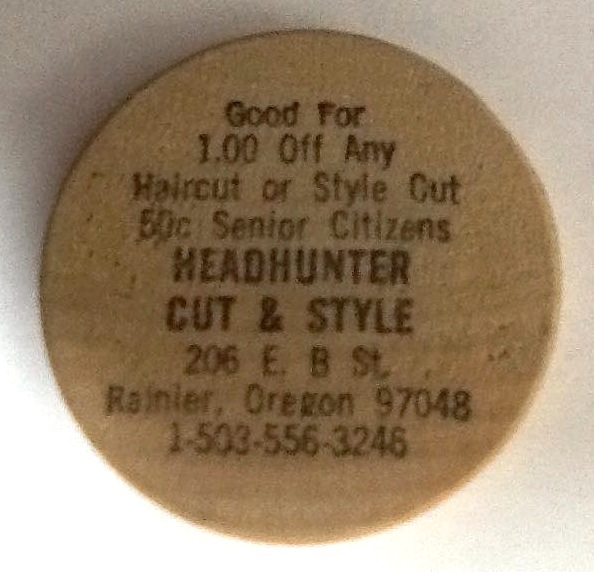 Good For
1.00 Off Any
Haircut or Style Cut
50c Senior Citizens
HEADHUNTER
CUT & STYLE
206 E. B St.
Rainier, Oregon 97048
1-503-556-3246